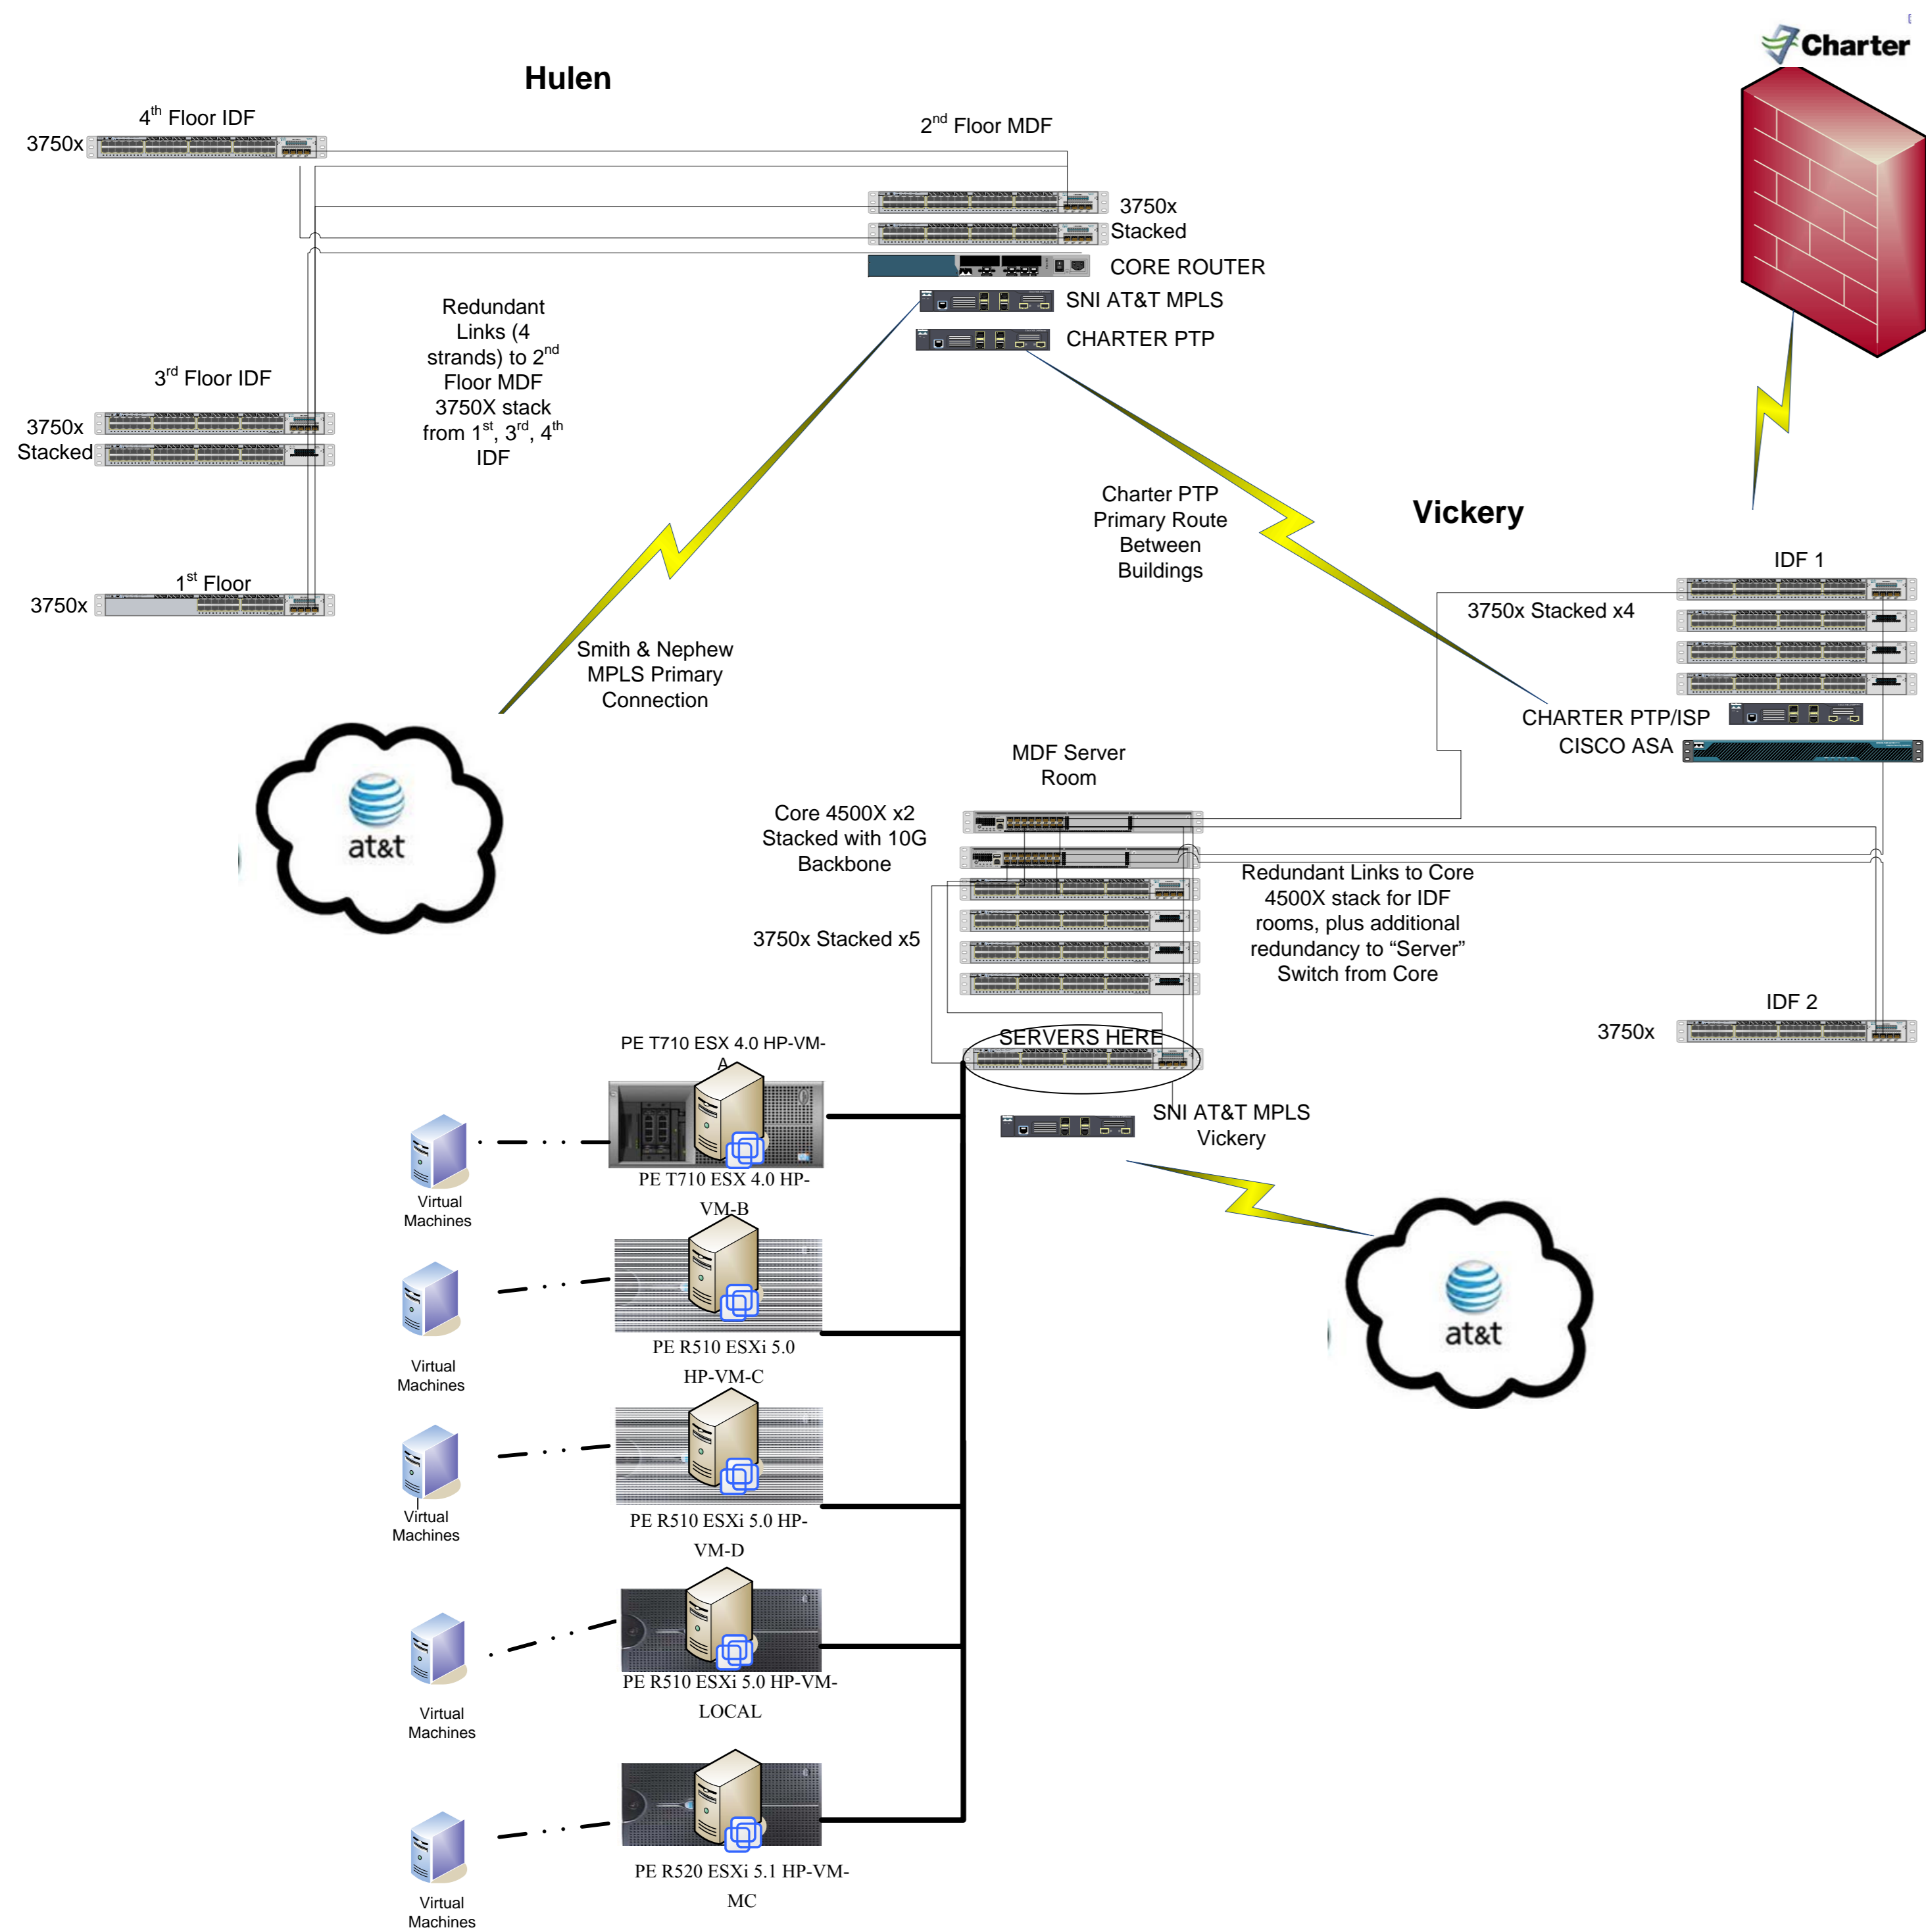 Charter
Hulen
4th Floor IDF
3750x
2nd Floor MDF
3750x
Stacked
CORE ROUTER
SNI AT&T MPLS
CHARTER PTP
Redundant
Links (4
strands) to 2nd
Floor MDF
3750X stack
from 1st, 3rd, 4th
IDF
3rd Floor IDF
3750x
Stacked
1st Floor
3750x
Charter PTP
Primary Route
Between
Buildings
Vickery
IDF 1
3750x Stacked x4
CHARTER PTP/ISP
CISCO ASA
Smith & Nephew
MPLS Primary
Connection
at&t
MDF Server
Room
Core 4500X x2
Stacked with 10G
Backbone
3750x Stacked x5
Redundant Links to Core
4500X stack for IDF
rooms, plus additional
redundancy to “Server”
Switch from Core
IDF 2
3750x
SERVERS HERE
SNI AT&T MPLS
Vickery
at&t
PE T710 ESX 4.0 HP-VM-
A
Virtual
Machines
PE T710 ESX 4.0 HP-
VM-B
Virtual
Machines
PE R510 ESXi 5.0
HP-VM-C
Virtual
Machines
PE R510 ESXi 5.0 HP-
VM-D
Virtual
Machines
PE R510 ESXi 5.0 HP-VM-
LOCAL
Virtual
Machines
PE R520 ESXi 5.1 HP-VM-
MC